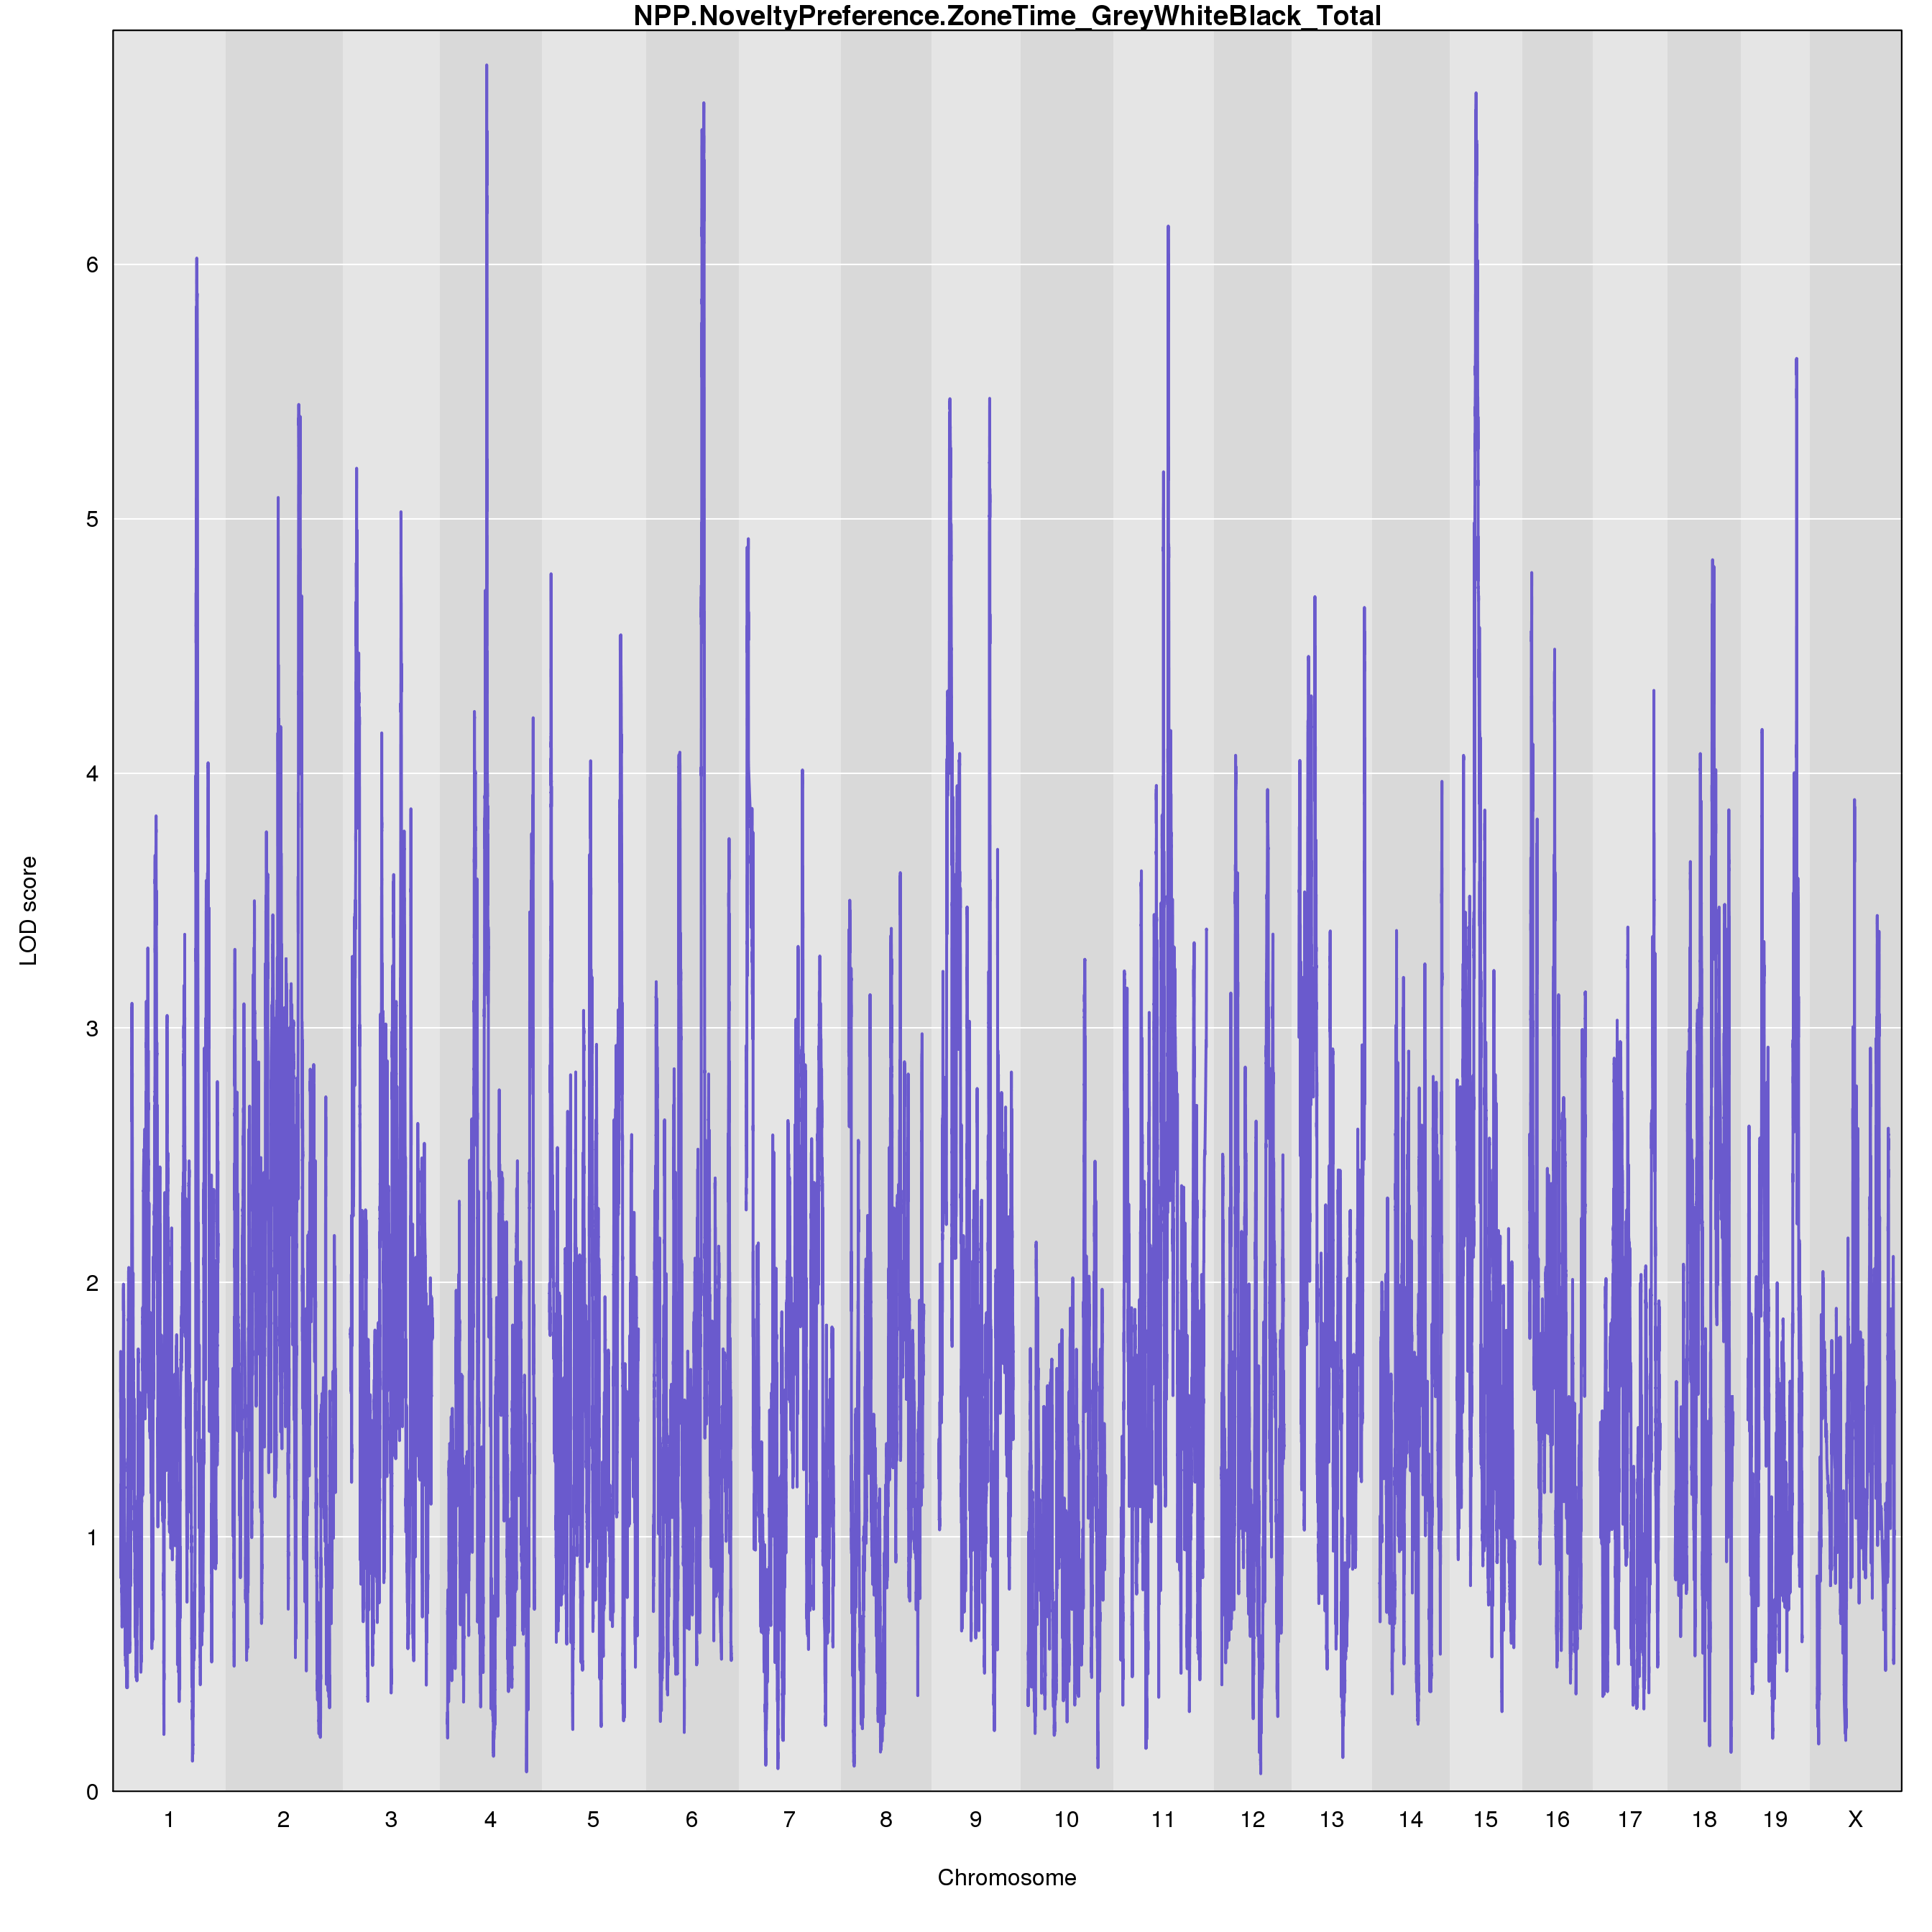 NPP.NoveltyPreference.ZoneTime_GreyWhiteBlack_Total
6
5
4
3
2
1
0
LOD score
1 2 3 4 5 6 7 8 9 10 11 12 13 14 15 16 17 18 19 X
Chromosome